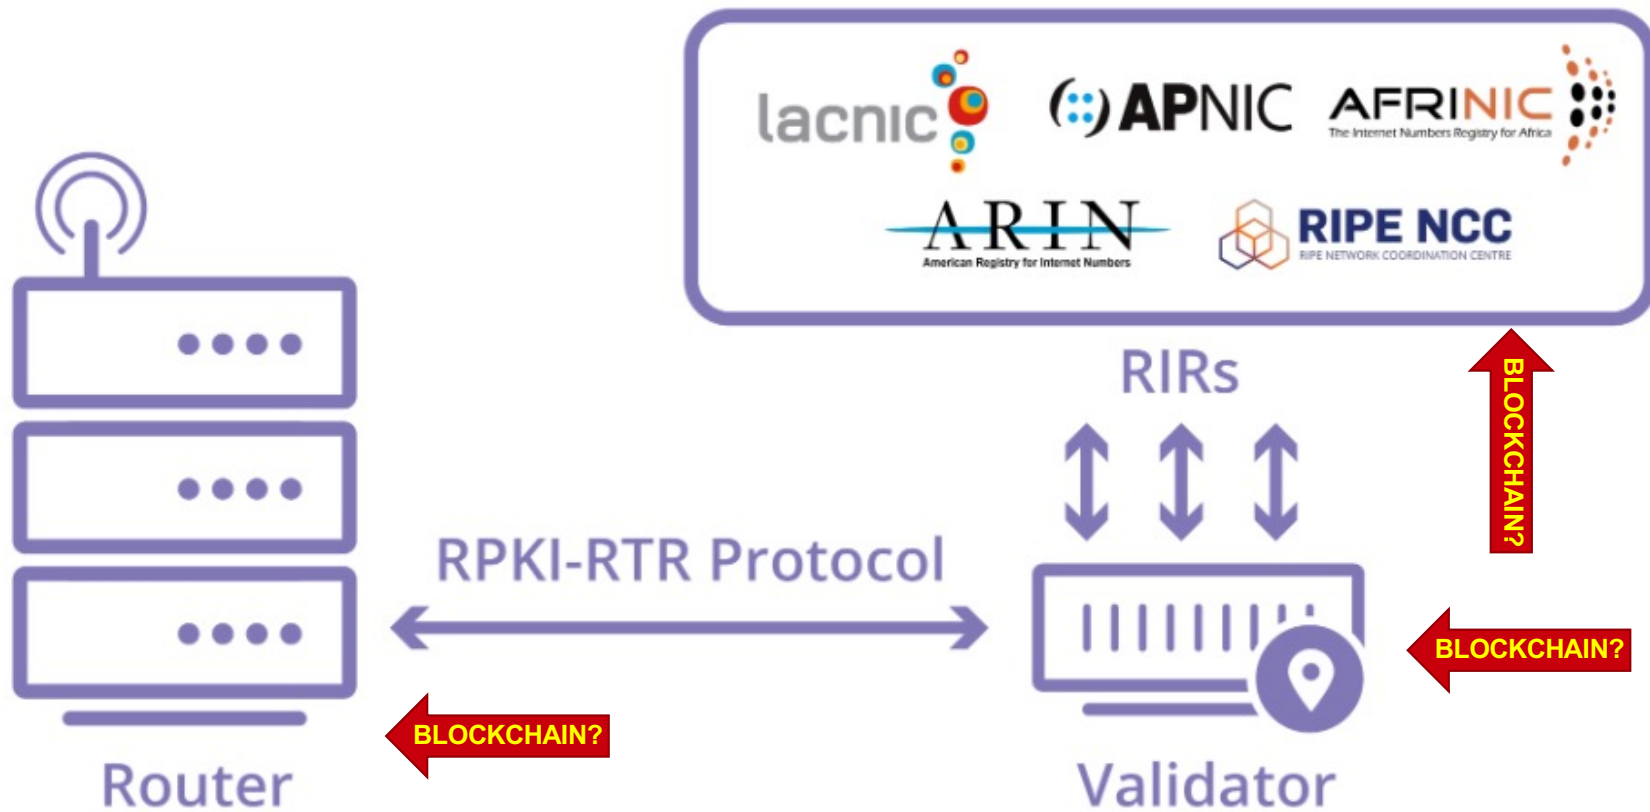 lacnic
APNIC
AFRINIC
The Internet Numbers Registry for Africa
ARIN
American Registry for Internet Numbers
RIPE NCC
RIPE NETWORK COORDINATION CENTRE
RIRs
BLOCKCHAIN?
RPKI-RTR Protocol
BLOCKCHAIN?
BLOCKCHAIN?
Router
Validator